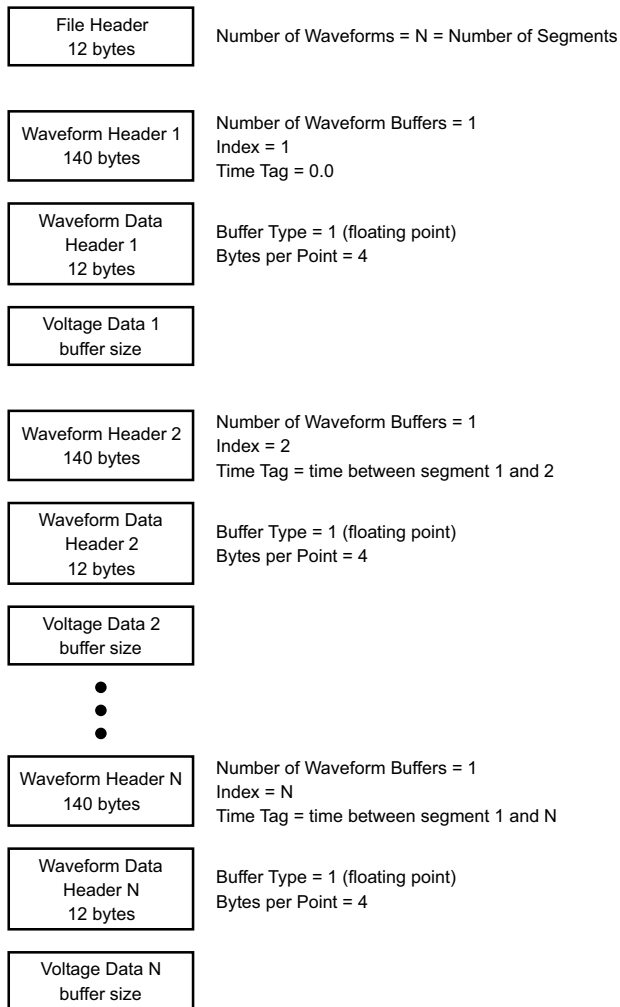 File Header
12 bytes
Number of Waveforms = N = Number of Segments
Waveform Header 1
140 bytes
Number of Waveform Buffers = 1
Index = 1
Time Tag = 0.0
Waveform Data
Header 1
12 bytes
Buffer Type = 1 (floating point)
Bytes per Point = 4
Voltage Data 1
buffer size
Waveform Header 2
140 bytes
Number of Waveform Buffers = 1
Index = 2
Time Tag = time between segment 1 and 2
Waveform Data
Header 2
12 bytes
Buffer Type = 1 (floating point)
Bytes per Point = 4
Voltage Data 2
buffer size
Waveform Header N
140 bytes
Number of Waveform Buffers = 1
Index = N
Time Tag = time between segment 1 and N
Waveform Data
Header N
12 bytes
Buffer Type = 1 (floating point)
Bytes per Point = 4
Voltage Data N
buffer size